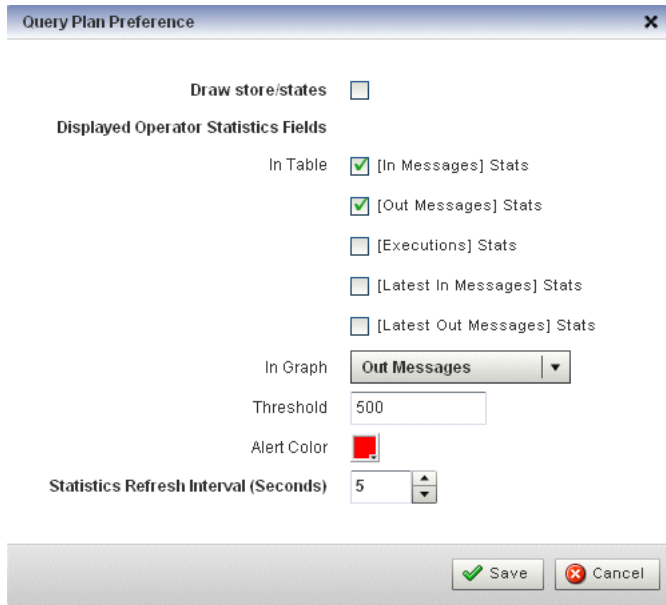 Query Plan Preference
Draw store/states
Displayed Operator Statistics Fields
In Table [In Messages] Stats
[Out Messages] Stats
[Executions] Stats
[Latest In Messages] Stats
[Latest Out Messages] Stats
In Graph Out Messages
Threshold 500
Alert Color
Statistics Refresh Interval (Seconds) 5
Save Cancel